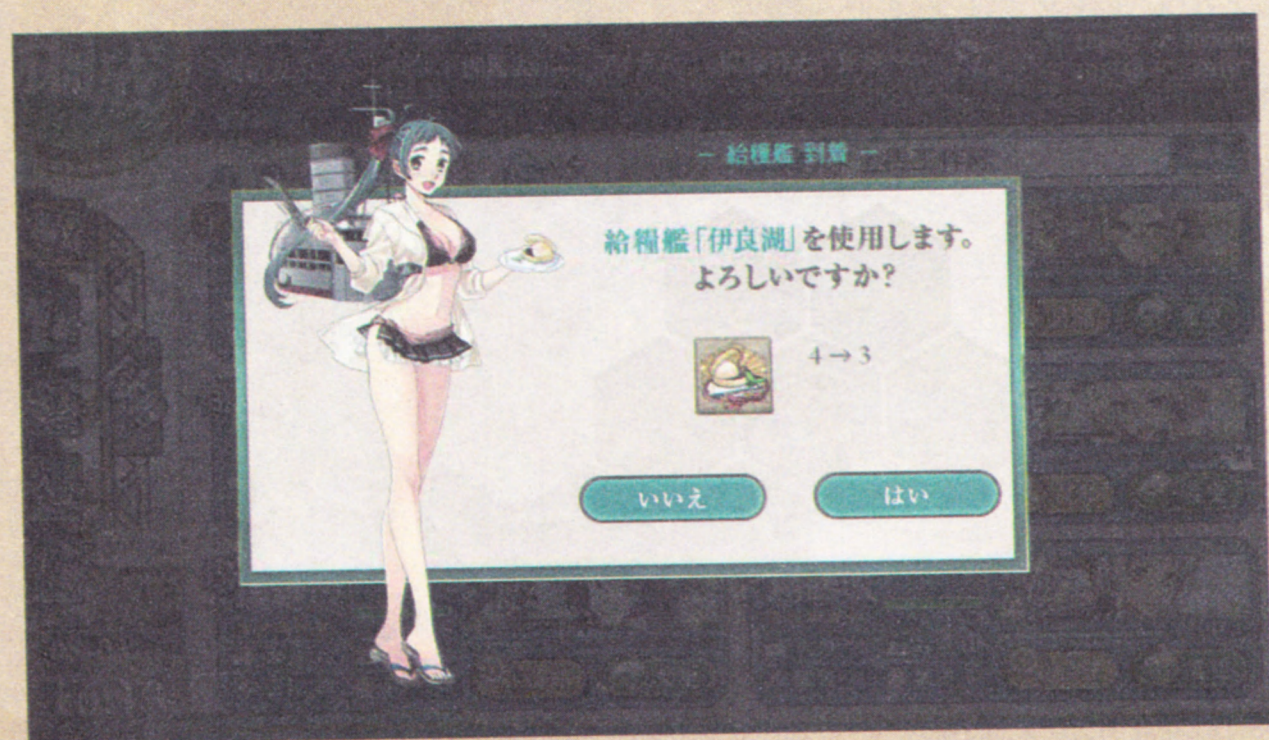 － 給糧艦 到着 －
給糧艦「伊良湖」を使用します。
よろしいですか？
4→3
いいえ
はい